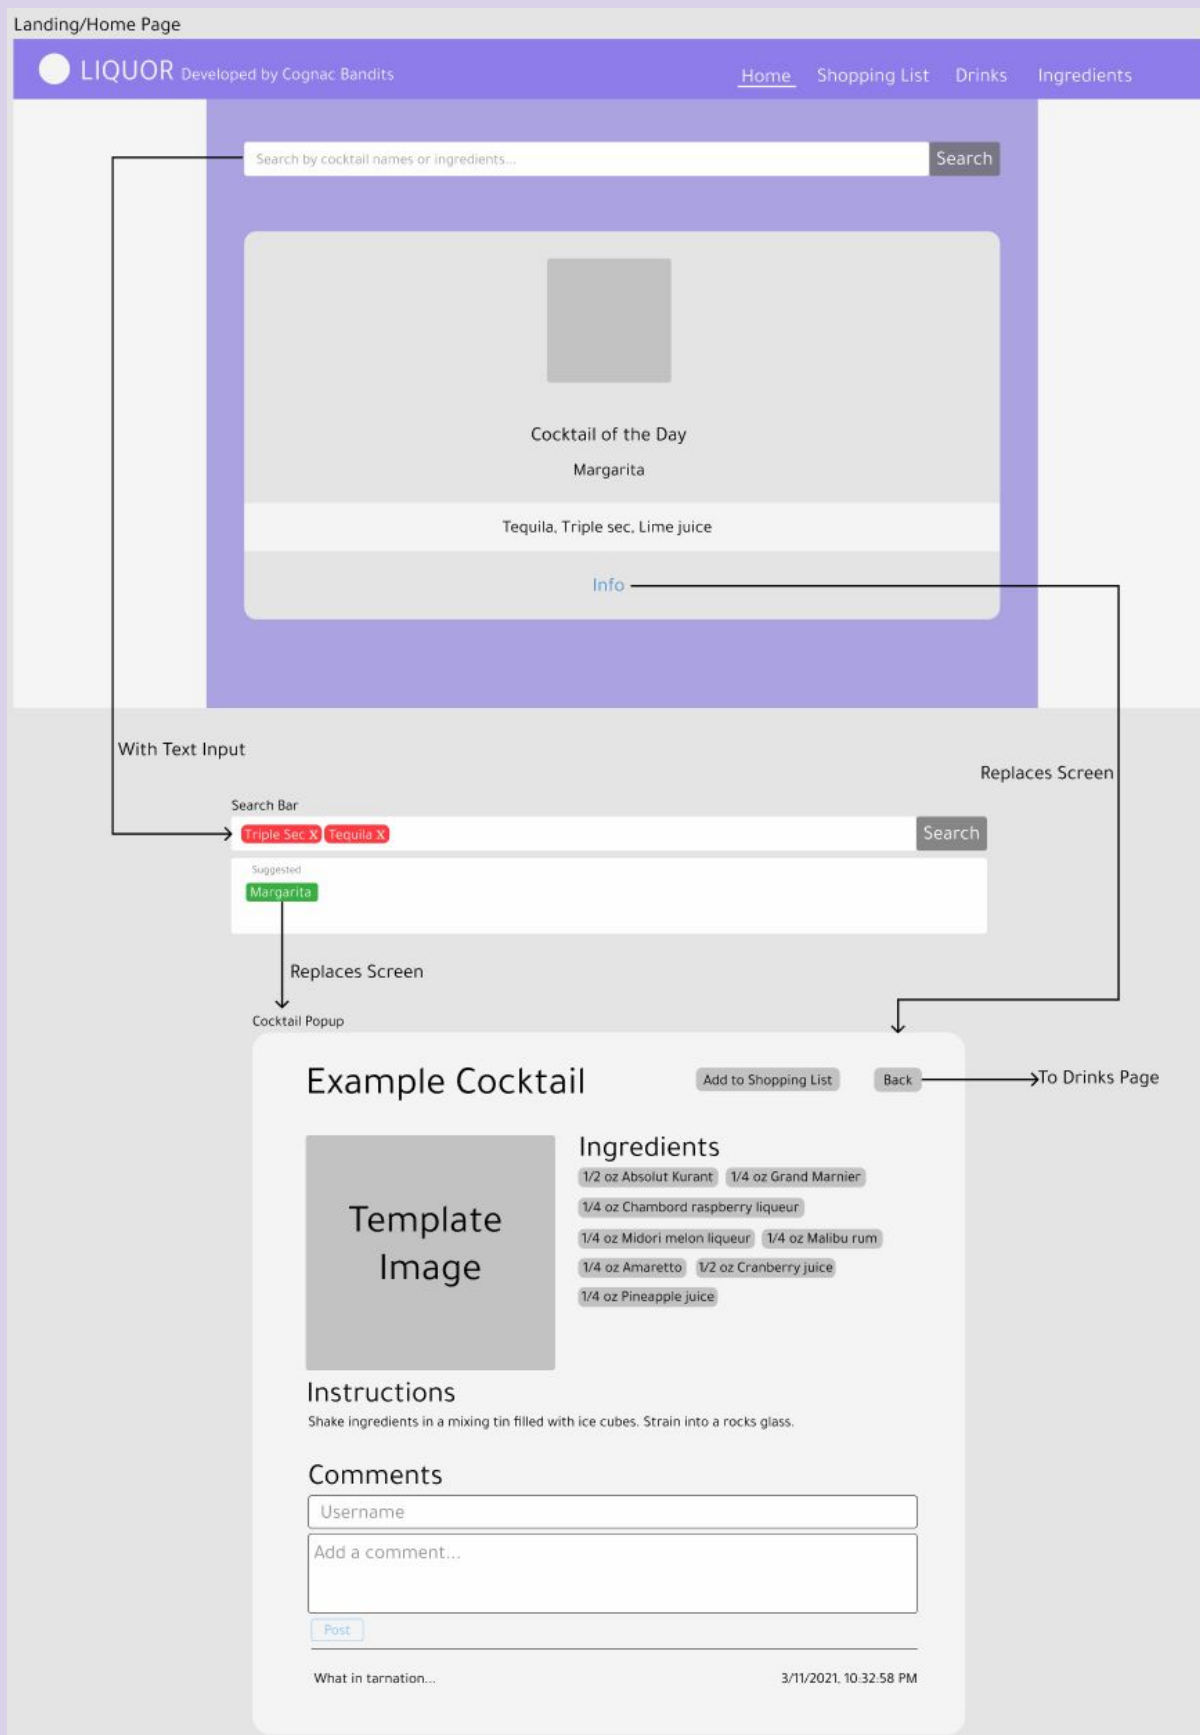 Landing/Home Page
LIQUOR Developed by Cognac Bandits
Home Shopping List Drinks Ingredients
Search by cocktail names or ingredients...
Search
Cocktail of the Day
Margarita
Tequila, Triple sec, Lime juice
Info
With Text Input
Replaces Screen
Search Bar
Triple Sec X Tequila X
Search
Suggested
Margarita
Replaces Screen
Cocktail Popup
Example Cocktail
Add to Shopping List
Back
To Drinks Page
Template
Image
Ingredients
1/2 oz Absolut Kurant 1/4 oz Grand Marnier
1/4 oz Chambord raspberry liqueur
1/4 oz Midori melon liqueur 1/4 oz Malibu rum
1/4 oz Amaretto 1/2 oz Cranberry juice
1/4 oz Pineapple juice
Instructions
Shake ingredients in a mixing tin filled with ice cubes. Strain into a rocks glass.
Comments
Username
Add a comment...
Post
What in tarnation... 3/11/2021, 10:32:58 PM